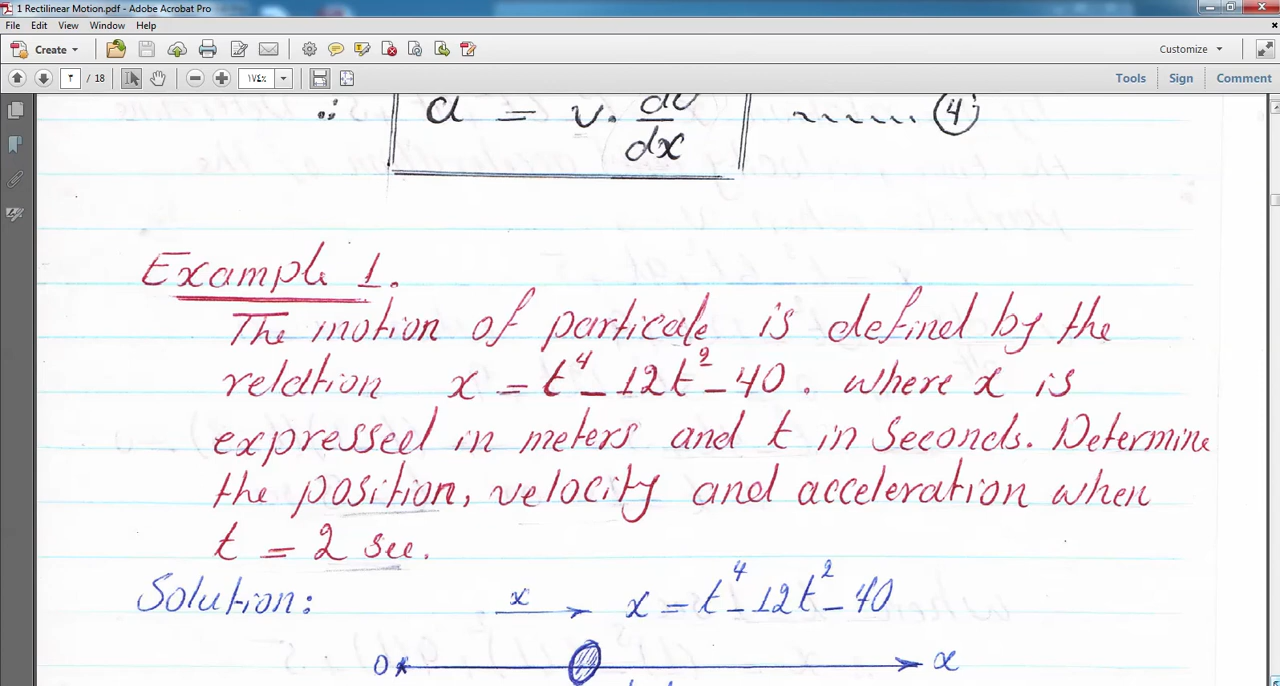 1 Rectilinear Motion.pdf - Adobe Acrobat Pro
File Edit View Window Help
Create Customize
٣ / 18 ١٧٤% Tools Sign Comment
∴ a = v. dv/dx ....... (4)
Example 1.
The motion of particale is defined by the
relation x = t⁴ - 12t² - 40 . where x is
expressed in meters and t in seconds. Determine
the position, velocity and acceleration when
t = 2 sec.
Solution: x x = t⁴ - 12t² - 40
0 x